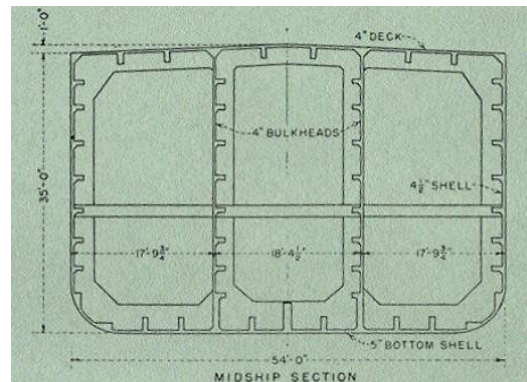 1'-0"
4" DECK
35'-0"
4" BULKHEADS
4½" SHELL
17'-9¾"
18'-4½"
17'-9¾"
5" BOTTOM SHELL
54'-0"
MIDSHIP SECTION